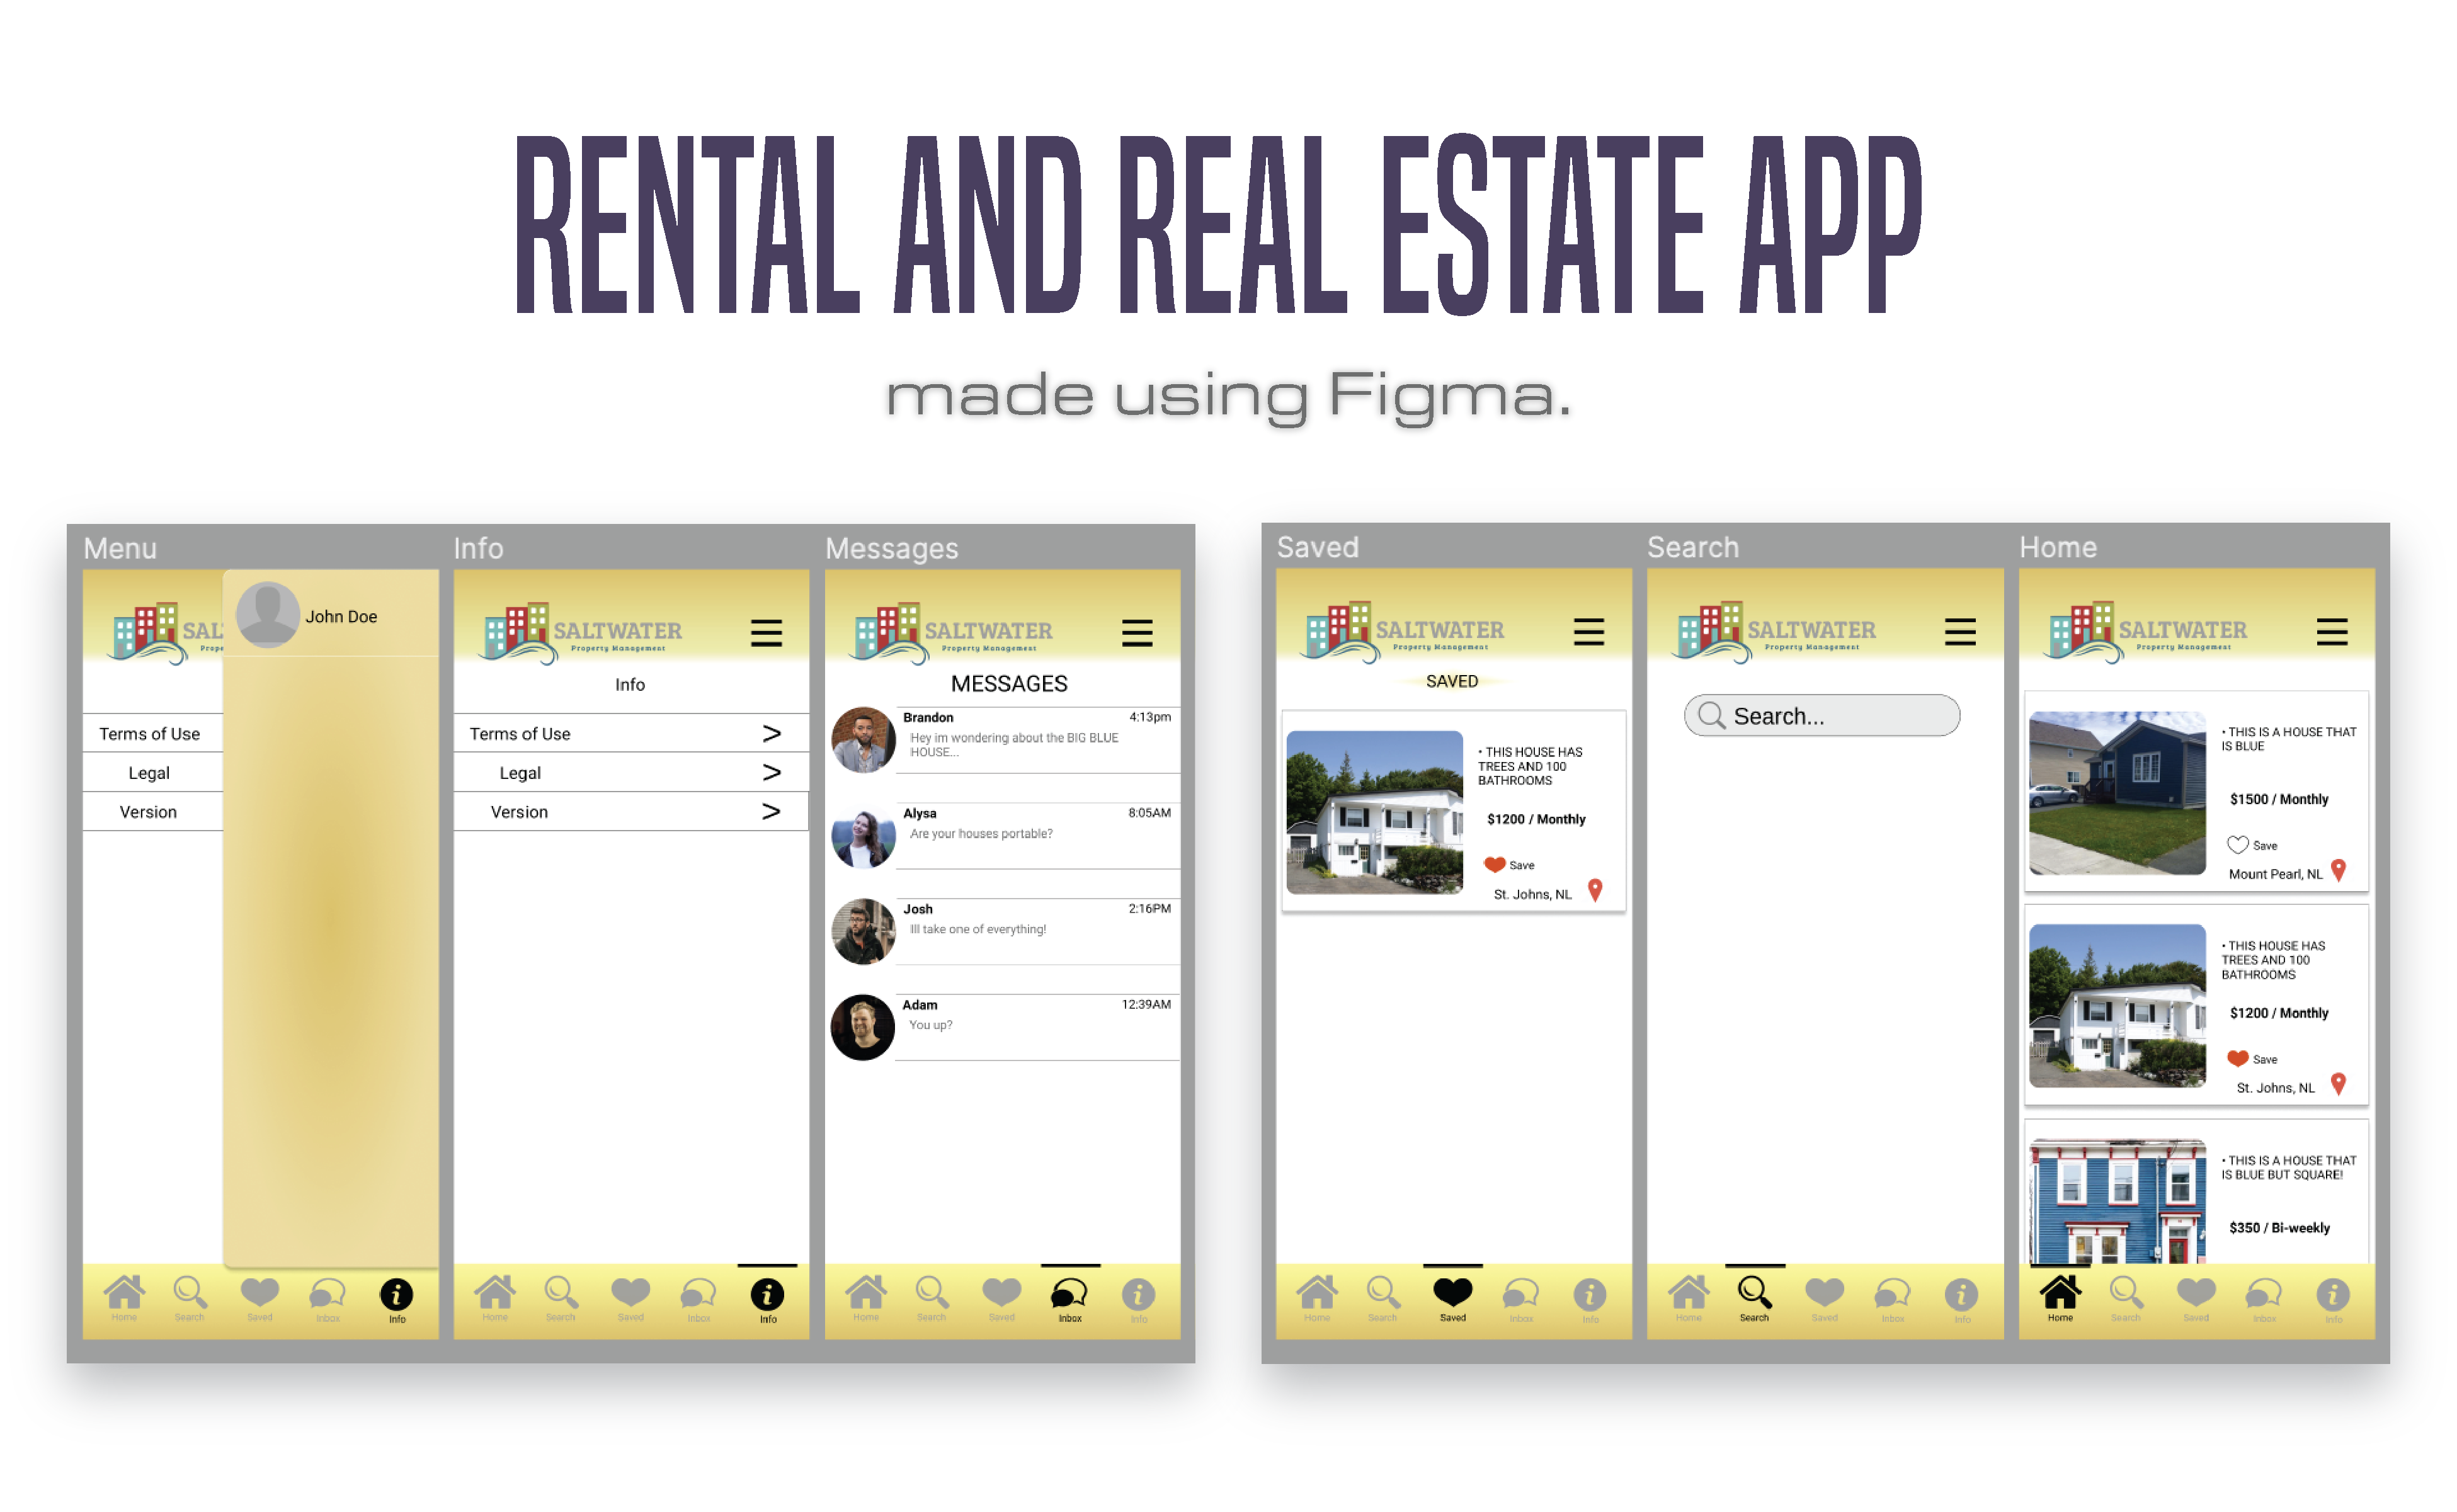 RENTAL AND REAL ESTATE APP
made using Figma.
Menu
SAL
Prope
John Doe
Terms of Use
Legal
Version
Home
Search
Saved
Inbox
Info
Info
SALTWATER
Property Management
Info
Terms of Use >
Legal >
Version >
Home
Search
Saved
Inbox
Info
Messages
SALTWATER
Property Management
MESSAGES
Brandon 4:13pm
Hey im wondering about the BIG BLUE
HOUSE...
Alysa 8:05AM
Are your houses portable?
Josh 2:16PM
Ill take one of everything!
Adam 12:39AM
You up?
Home
Search
Saved
Inbox
Info
Saved
SALTWATER
Property Management
SAVED
• THIS HOUSE HAS
TREES AND 100
BATHROOMS
$1200 / Monthly
Save
St. Johns, NL
Home
Search
Saved
Inbox
Info
Search
SALTWATER
Property Management
Search...
Home
Search
Saved
Inbox
Info
Home
SALTWATER
Property Management
• THIS IS A HOUSE THAT
IS BLUE
$1500 / Monthly
Save
Mount Pearl, NL
• THIS HOUSE HAS
TREES AND 100
BATHROOMS
$1200 / Monthly
Save
St. Johns, NL
• THIS IS A HOUSE THAT
IS BLUE BUT SQUARE!
$350 / Bi-weekly
Home
Search
Saved
Inbox
Info